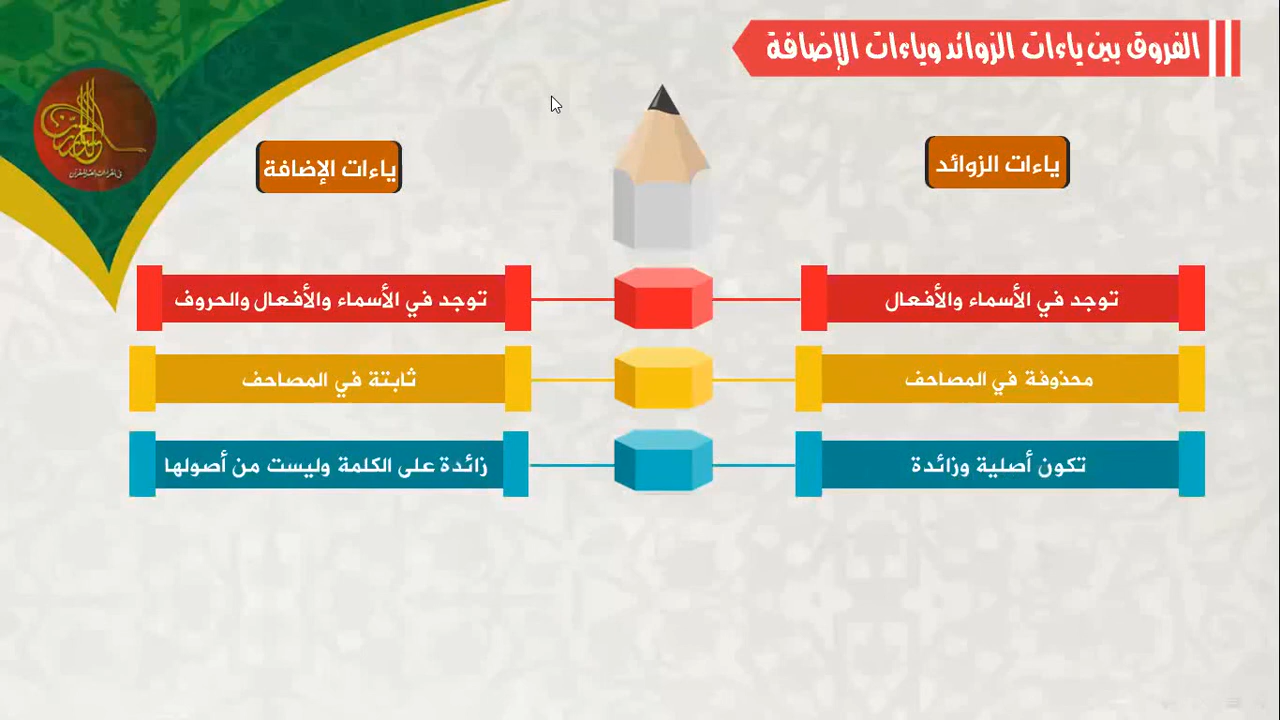 الفروق بين ياءات الزوائد وياءات الإضافة
ياءات الزوائد
ياءات الإضافة
توجد في الأسماء والأفعال
توجد في الأسماء والأفعال والحروف
محذوفة في المصاحف
ثابتة في المصاحف
تكون أصلية وزائدة
زائدة على الكلمة وليست من أصولها